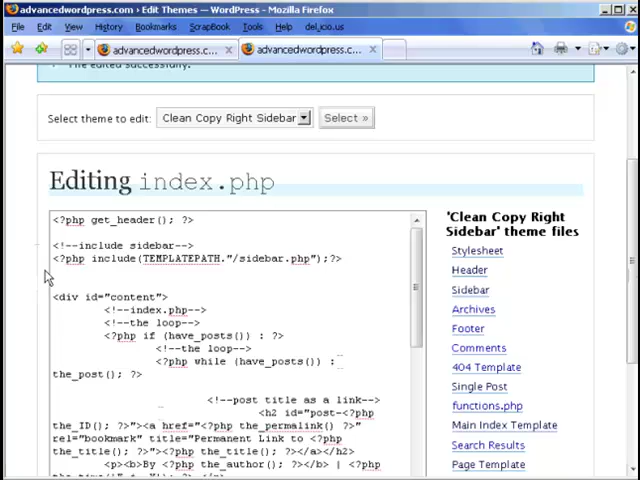 advancedwordpress.com > Edit Themes — WordPress - Mozilla Firefox
File Edit View History Bookmarks ScrapBook Tools Help del_icio.us
advancedwordpress.c... advancedwordpress.c...
The edited successfully.
Select theme to edit: Clean Copy Right Sidebar Select »
Editing index.php
<?php get_header(); ?>
<!--include sidebar-->
<?php include(TEMPLATEPATH."/sidebar.php");?>
<div id="content">
<!--index.php-->
<!--the loop-->
<?php if (have_posts()) : ?>
<!--the loop-->
<?php while (have_posts()) :
the_post(); ?>
<!--post title as a link-->
<h2 id="post-<?php
the_ID(); ?>"><a href="<?php the_permalink() ?>"
rel="bookmark" title="Permanent Link to <?php
the_title(); ?>"><?php the_title(); ?></a></h2>
<p><b>By <?php the_author(); ?></b> | <?php
'Clean Copy Right
Sidebar' theme files
Stylesheet
Header
Sidebar
Archives
Footer
Comments
404 Template
Single Post
functions.php
Main Index Template
Search Results
Page Template